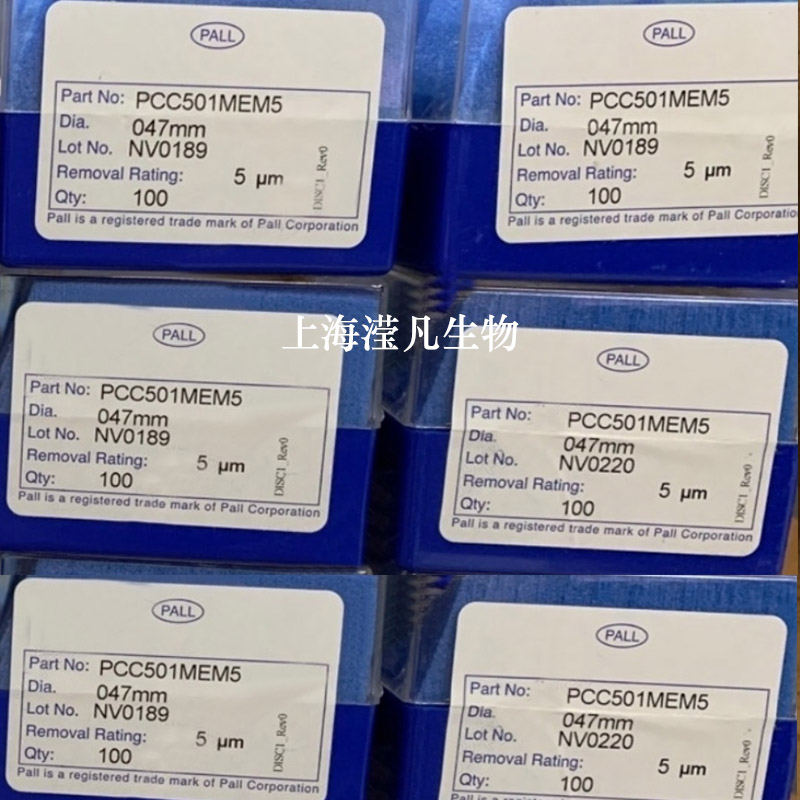 PALL
Part No: PCC501MEM5
Dia. 047mm
Lot No. NV0189
Removal Rating: 5 µm
Qty: 100
DISC1_Rev0
Pall is a registered trade mark of Pall Corporation
PALL
Part No: PCC501MEM5
Dia. 047mm
Lot No. NV0189
Removal Rating: 5 µm
Qty: 100
DISC1_Rev0
Pall is a registered trade mark of Pall Corporation
上海滢凡生物
PALL
Part No: PCC501MEM5
Dia. 047mm
Lot No. NV0189
Removal Rating: 5 µm
Qty: 100
DISC1_Rev0
Pall is a registered trade mark of Pall Corporation
PALL
Part No: PCC501MEM5
Dia. 047mm
Lot No. NV0220
Removal Rating: 5 µm
Qty: 100
DISC1_Rev0
Pall is a registered trade mark of Pall Corporation
PALL
Part No: PCC501MEM5
Dia. 047mm
Lot No. NV0189
Removal Rating: 5 µm
Qty: 100
DISC1_Rev0
Pall is a registered trade mark of Pall Corporation
PALL
Part No: PCC501MEM5
Dia. 047mm
Lot No. NV0220
Removal Rating: 5 µm
Qty: 100
DISC1_Rev0